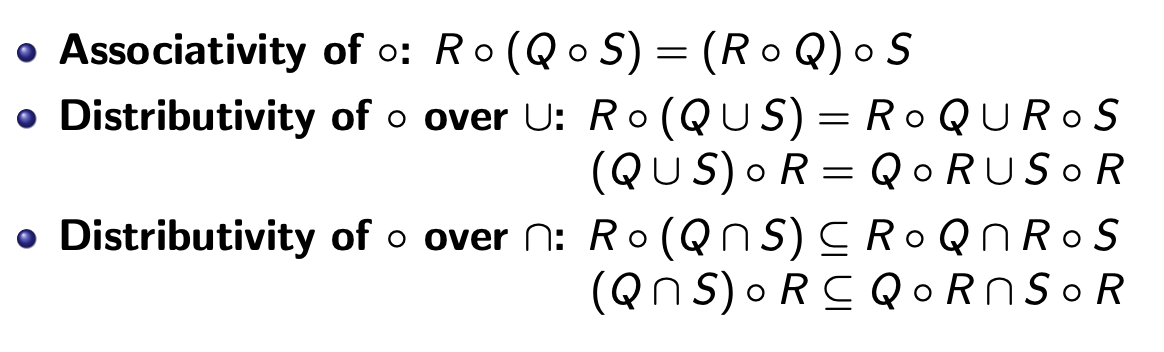 • Associativity of ∘: R ∘ (Q ∘ S) = (R ∘ Q) ∘ S
• Distributivity of ∘ over ∪: R ∘ (Q ∪ S) = R ∘ Q ∪ R ∘ S
(Q ∪ S) ∘ R = Q ∘ R ∪ S ∘ R
• Distributivity of ∘ over ∩: R ∘ (Q ∩ S) ⊆ R ∘ Q ∩ R ∘ S
(Q ∩ S) ∘ R ⊆ Q ∘ R ∩ S ∘ R